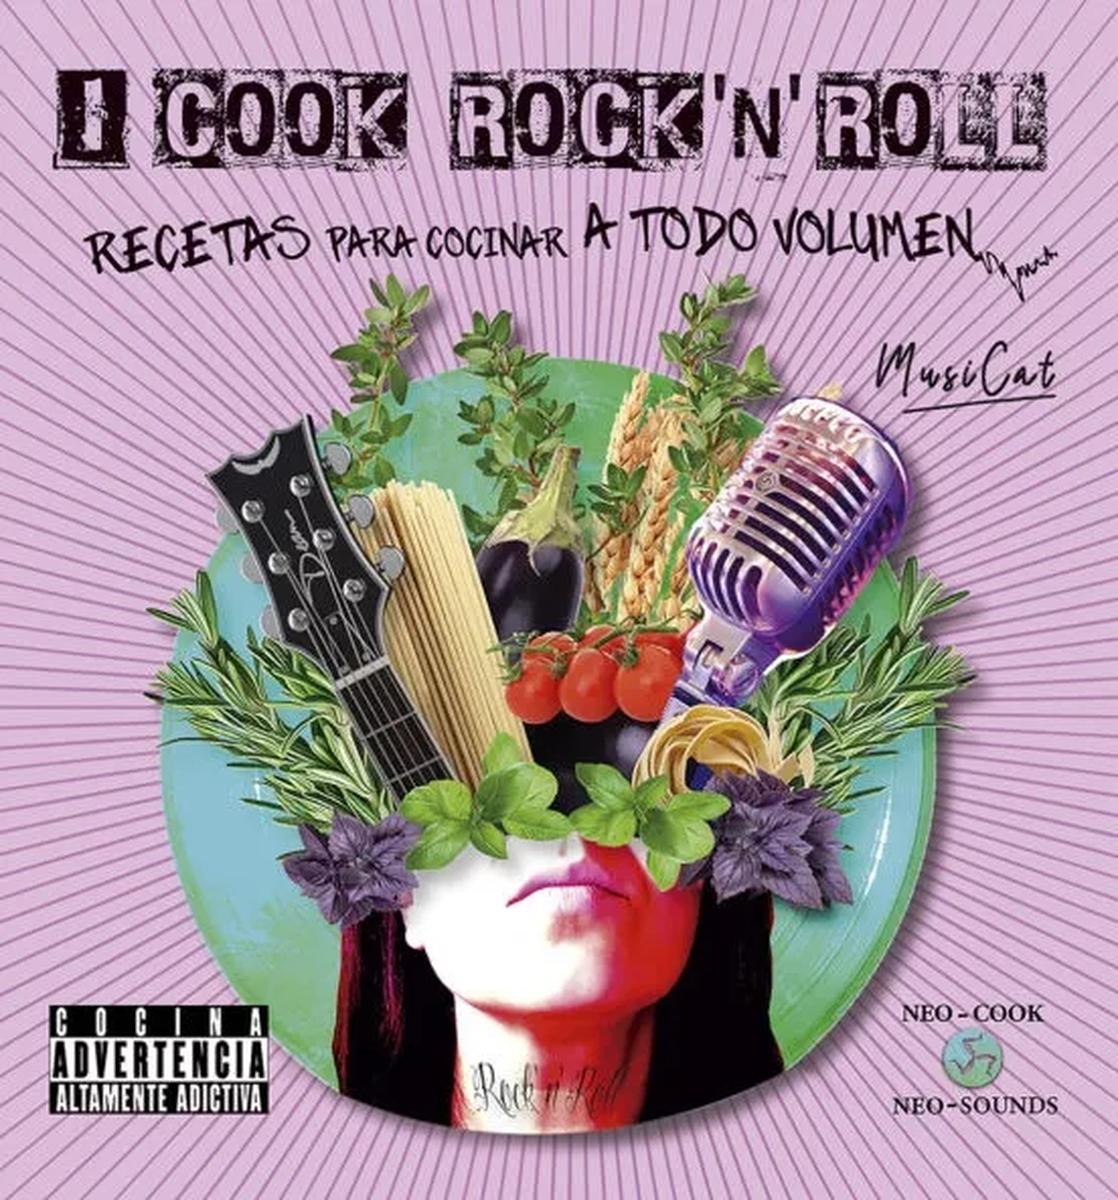 I COOK ROCK'N'ROLL
RECETAS PARA COCINAR A TODO VOLUMEN
MusiCat
Dean
Rock'n'Roll
COCINA
ADVERTENCIA
ALTAMENTE ADICTIVA
NEO-COOK
NEO-SOUNDS